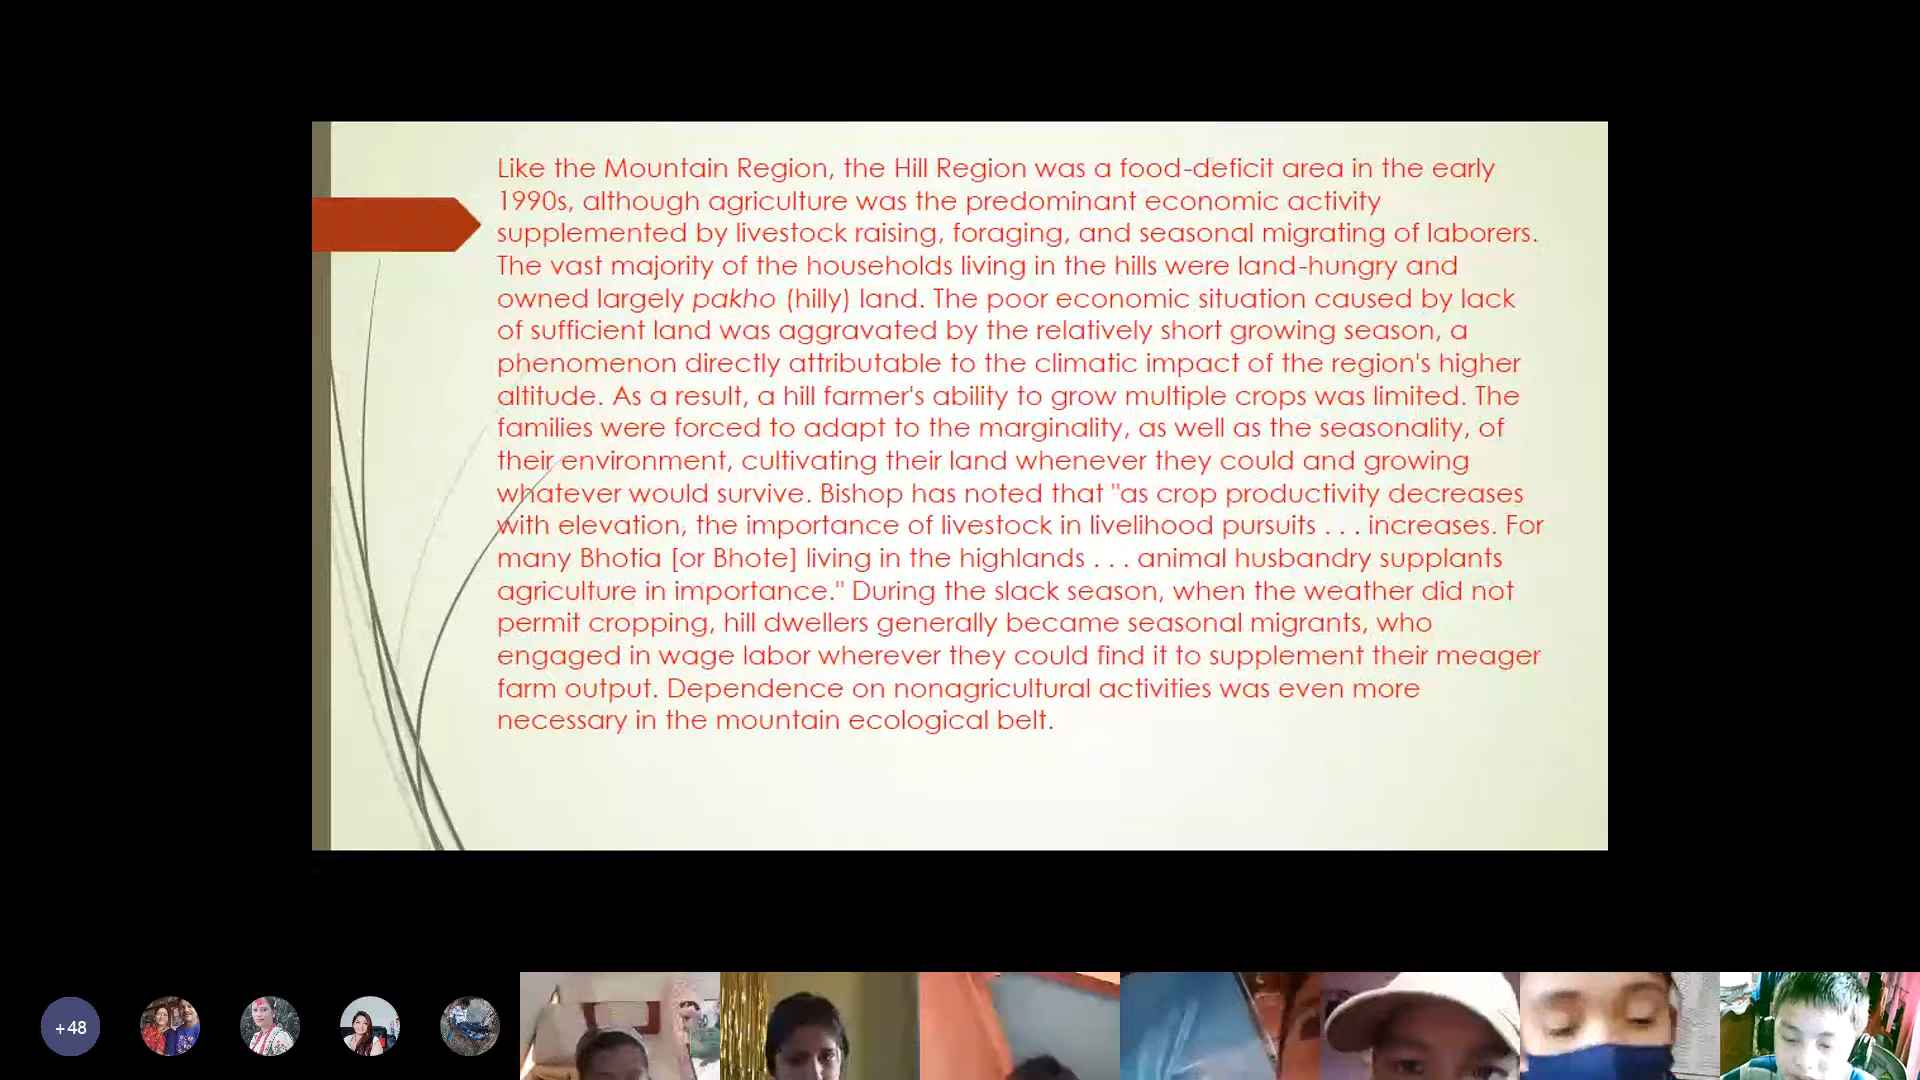 Like the Mountain Region, the Hill Region was a food-deficit area in the early
1990s, although agriculture was the predominant economic activity
supplemented by livestock raising, foraging, and seasonal migrating of laborers.
The vast majority of the households living in the hills were land-hungry and
owned largely pakho (hilly) land. The poor economic situation caused by lack
of sufficient land was aggravated by the relatively short growing season, a
phenomenon directly attributable to the climatic impact of the region's higher
altitude. As a result, a hill farmer's ability to grow multiple crops was limited. The
families were forced to adapt to the marginality, as well as the seasonality, of
their environment, cultivating their land whenever they could and growing
whatever would survive. Bishop has noted that "as crop productivity decreases
with elevation, the importance of livestock in livelihood pursuits . . . increases. For
many Bhotia [or Bhote] living in the highlands . . . animal husbandry supplants
agriculture in importance." During the slack season, when the weather did not
permit cropping, hill dwellers generally became seasonal migrants, who
engaged in wage labor wherever they could find it to supplement their meager
farm output. Dependence on nonagricultural activities was even more
necessary in the mountain ecological belt.
+48